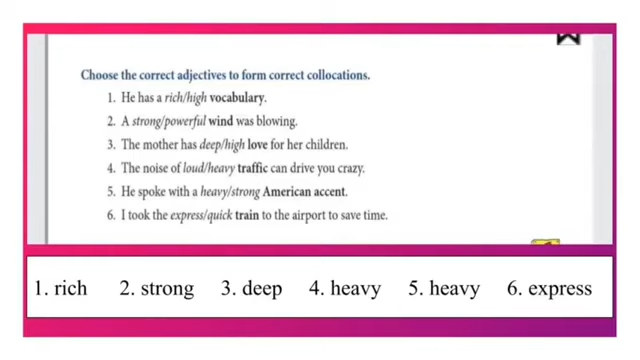 Choose the correct adjectives to form correct collocations.
1. He has a rich/high vocabulary.
2. A strong/powerful wind was blowing.
3. The mother has deep/high love for her children.
4. The noise of loud/heavy traffic can drive you crazy.
5. He spoke with a heavy/strong American accent.
6. I took the express/quick train to the airport to save time.
1. rich 2. strong 3. deep 4. heavy 5. heavy 6. express